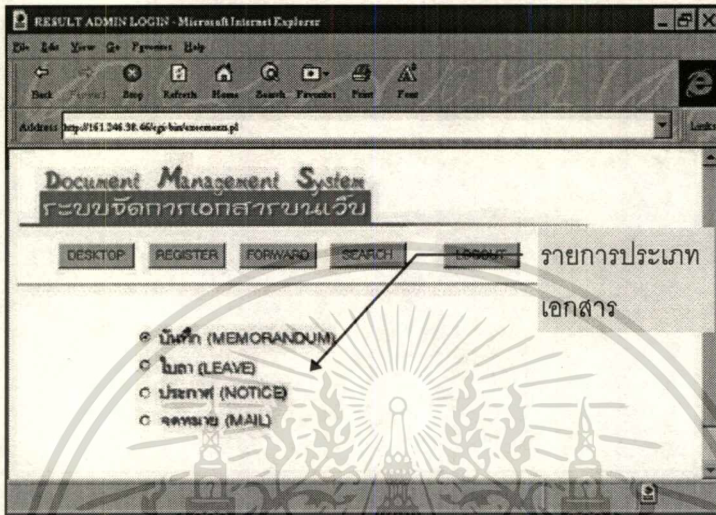 RESULT ADMIN LOGIN - Microsoft Internet Explorer
File Edit View Go Favorites Help
Back Forward Stop Refresh Home Search Favorites Print Font
Address Links
Document Management System
ระบบจัดการเอกสารบนเว็บ
DESKTOP REGISTER FORWARD SEARCH LOGOUT
รายการประเภท
เอกสาร
บันทึก (MEMORANDUM)
ใบลา (LEAVE)
ประกาศ (NOTICE)
จดหมาย (MAIL)